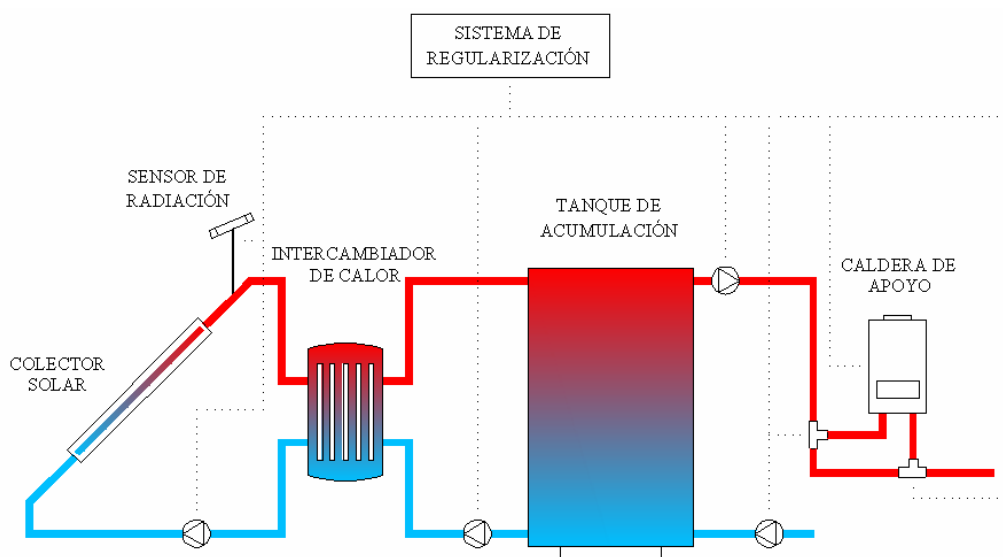 SISTEMA DE
REGULARIZACIÓN
SENSOR DE
RADIACIÓN
INTERCAMBIADOR
DE CALOR
TANQUE DE
ACUMULACIÓN
CALDERA DE
APOYO
COLECTOR
SOLAR